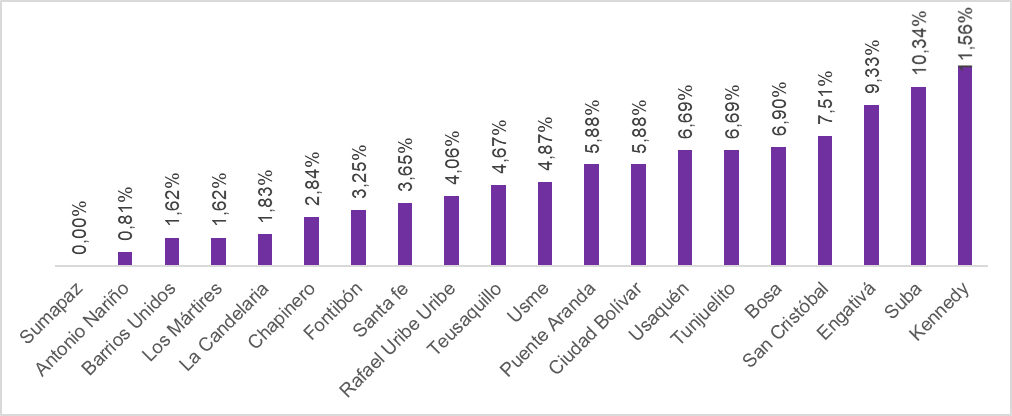 0,00%
0,81%
1,62%
1,62%
1,83%
2,84%
3,25%
3,65%
4,06%
4,67%
4,87%
5,88%
5,88%
6,69%
6,69%
6,90%
7,51%
9,33%
10,34%
11,56%
Sumapaz
Antonio Nariño
Barrios Unidos
Los Mártires
La Candelaria
Chapinero
Fontibón
Santa fe
Rafael Uribe Uribe
Teusaquillo
Usme
Puente Aranda
Ciudad Bolívar
Usaquén
Tunjuelito
Bosa
San Cristóbal
Engativá
Suba
Kennedy